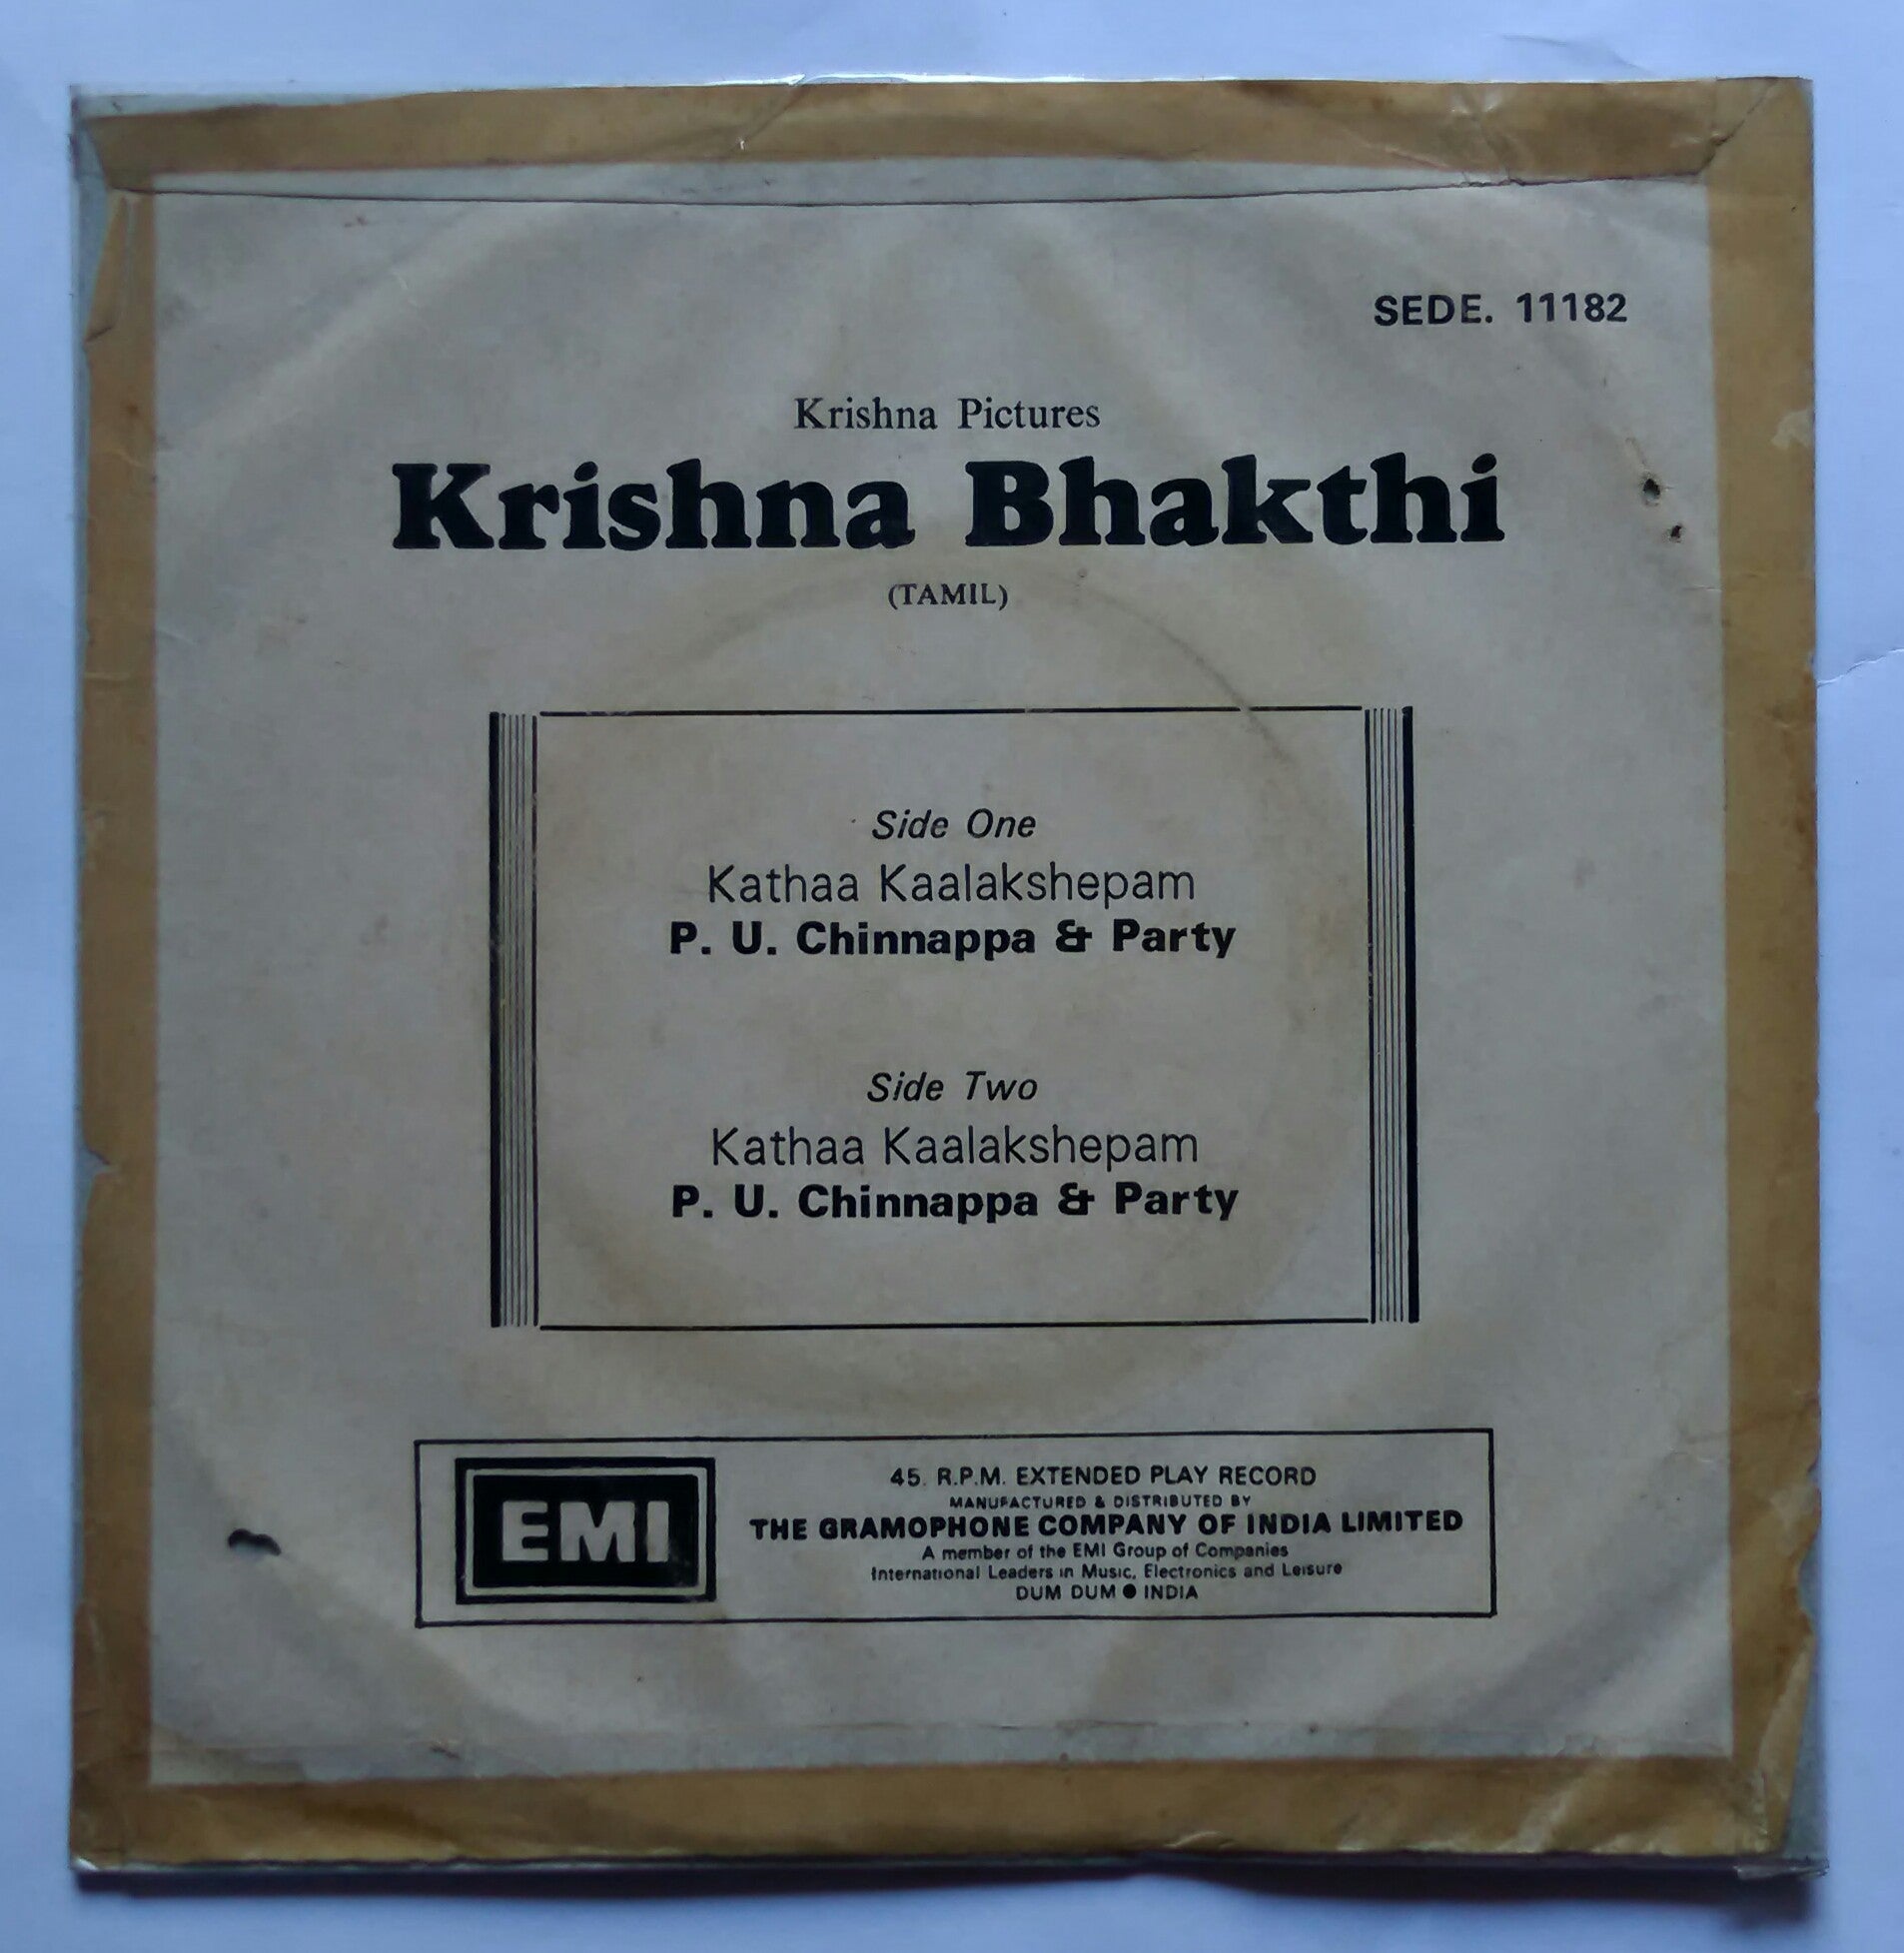 SEDE. 11182
Krishna Pictures
Krishna Bhakthi
(TAMIL)
Side One
Kathaa Kaalakshepam
P. U. Chinnappa & Party
Side Two
Kathaa Kaalakshepam
P. U. Chinnappa & Party
EMI
45. R.P.M. EXTENDED PLAY RECORD
MANUFACTURED & DISTRIBUTED BY
THE GRAMOPHONE COMPANY OF INDIA LIMITED
A member of the EMI Group of Companies
International Leaders in Music, Electronics and Leisure
DUM DUM ● INDIA